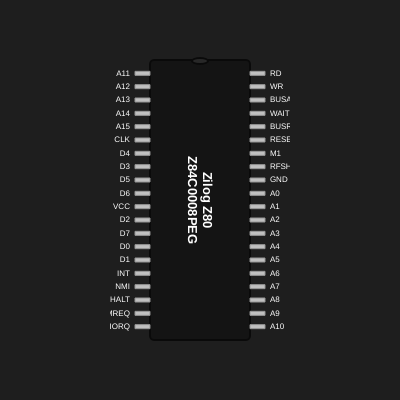 A11
A12
A13
A14
A15
CLK
D4
D3
D5
D6
VCC
D2
D7
D0
D1
INT
NMI
HALT
MREQ
IORQ
Zilog Z80
Z84C0008PEG
RD
WR
BUSA
WAIT
BUSR
RESE
M1
RFSH
GND
A0
A1
A2
A3
A4
A5
A6
A7
A8
A9
A10